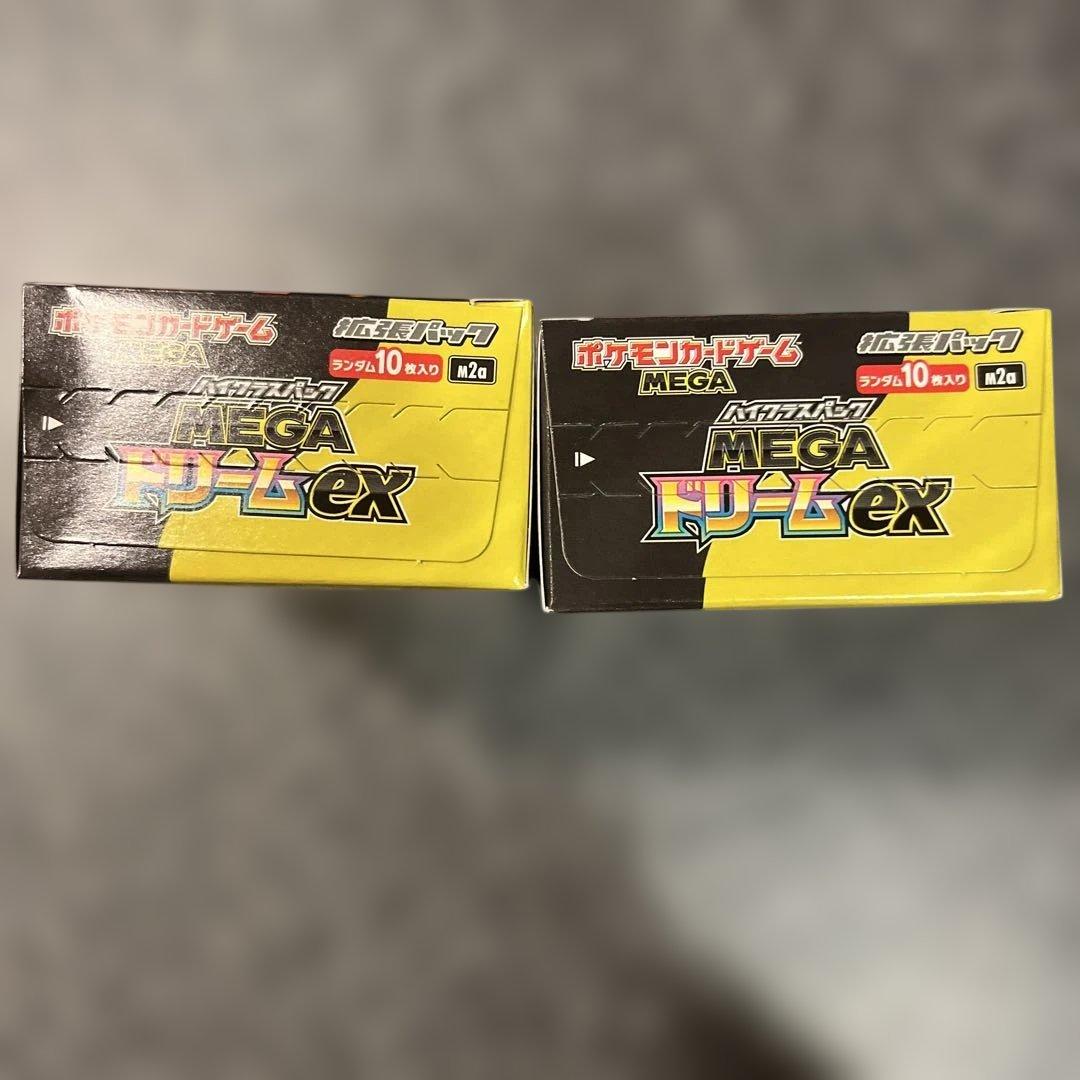 ポケモンカードゲーム
MEGA
拡張パック
ランダム10枚入り
M2a
ハイクラスパック
MEGA
ドリームex
ポケモンカードゲーム
MEGA
拡張パック
ランダム10枚入り
M2a
ハイクラスパック
MEGA
ドリームex